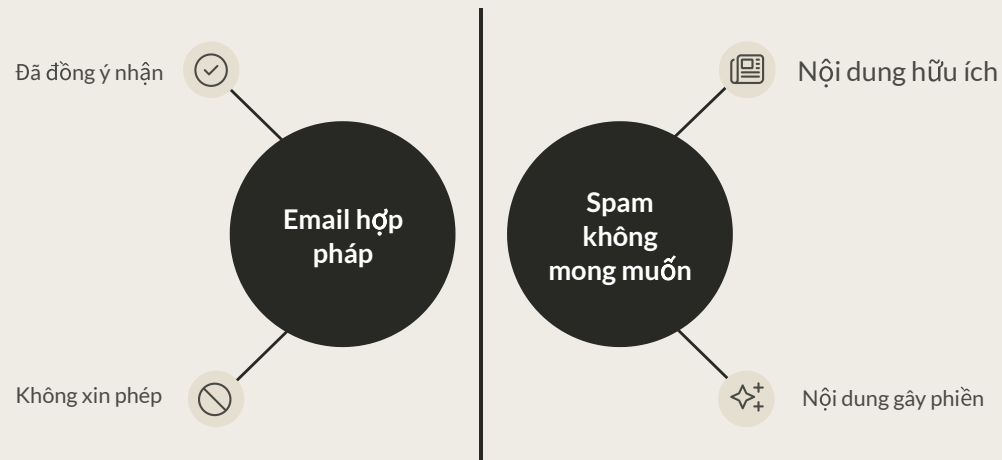 Đã đồng ý nhận
Email hợp
pháp
Không xin phép
Nội dung hữu ích
Spam
không
mong muốn
Nội dung gây phiền